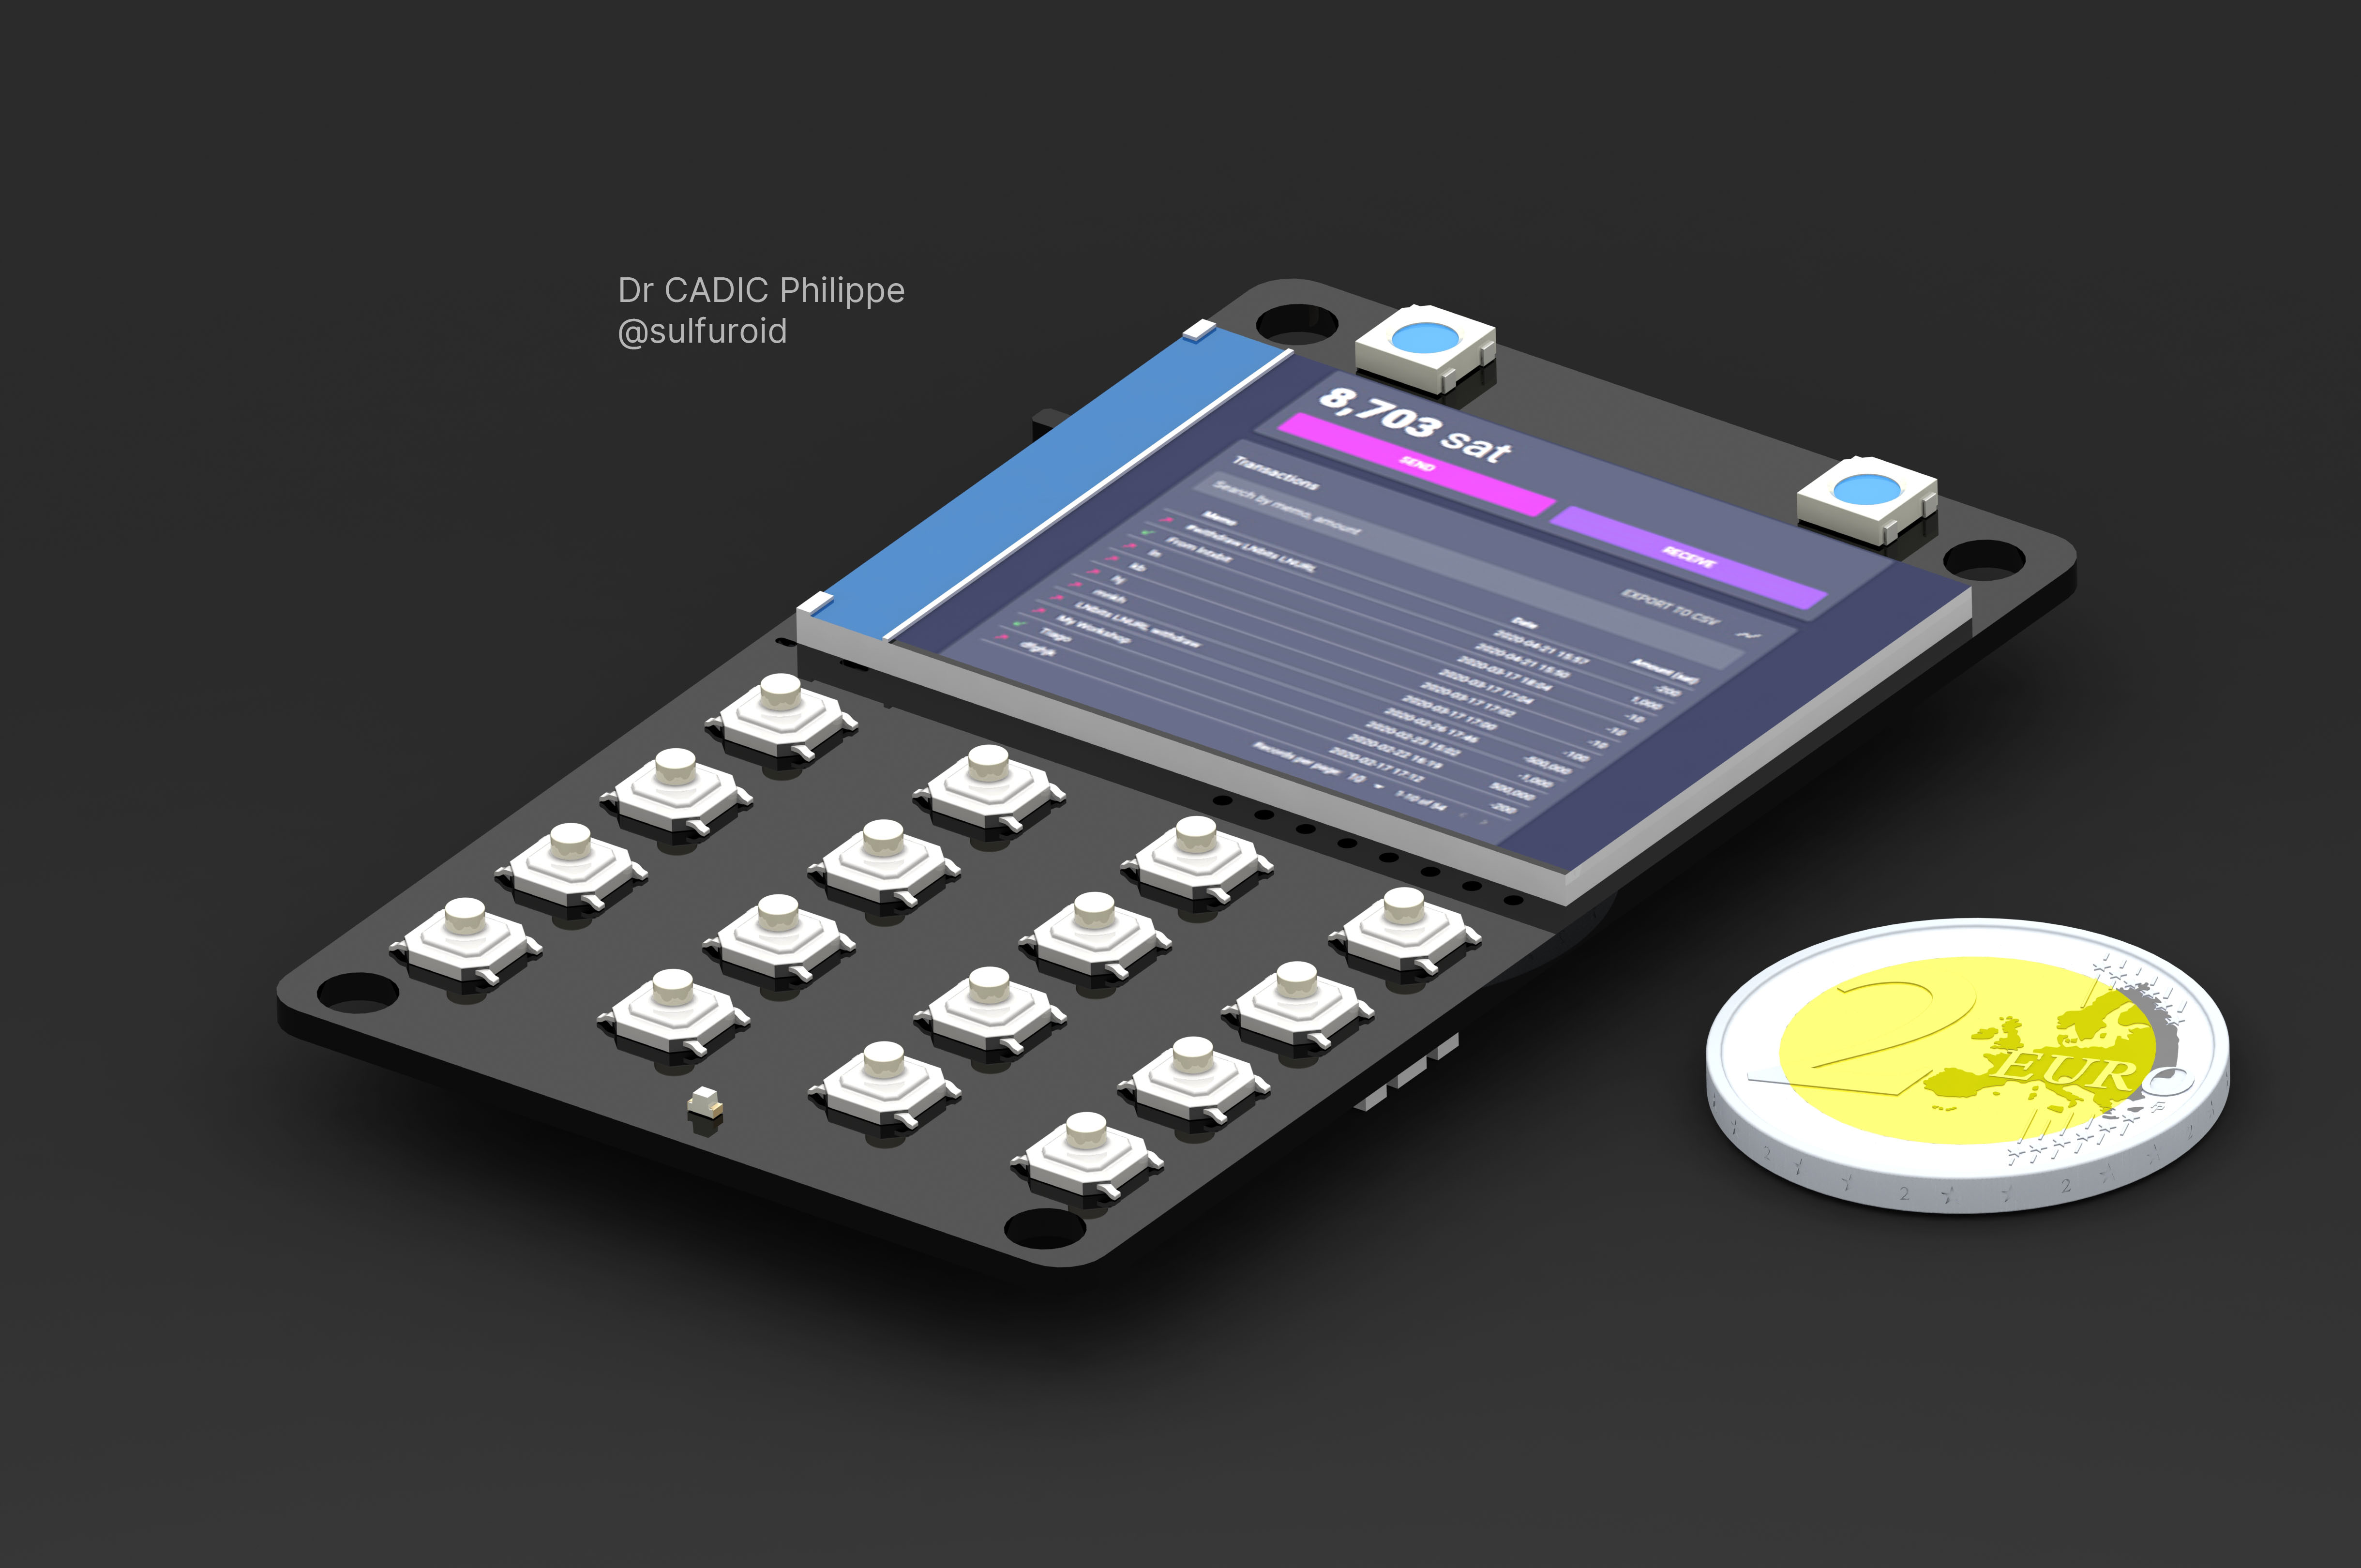 Dr CADIC Philippe
@sulfuroid
8,703 sat
SEND
RECEIVE
Transactions
EXPORT TO CSV
Search by memo, amount
Memo Date Amount (sat)
#withdraw LNbits LNURL 2020-04-21 15:57 -200
From lntxbot 2020-04-21 15:50 1,000
2020-03-17 18:04 -10
kb 2020-03-17 17:04 -10
hj 2020-03-17 17:02 -10
2020-03-17 17:00 -100
LNbits LNURL withdraw 2020-02-26 17:46 -500,000
My Workshop 2020-02-23 15:02 -1,000
Tiago 2020-02-22 16:19 500,000
2020-02-17 17:12 -200
Records per page: 10 1-10 of 54
2 EURO
2
2
2